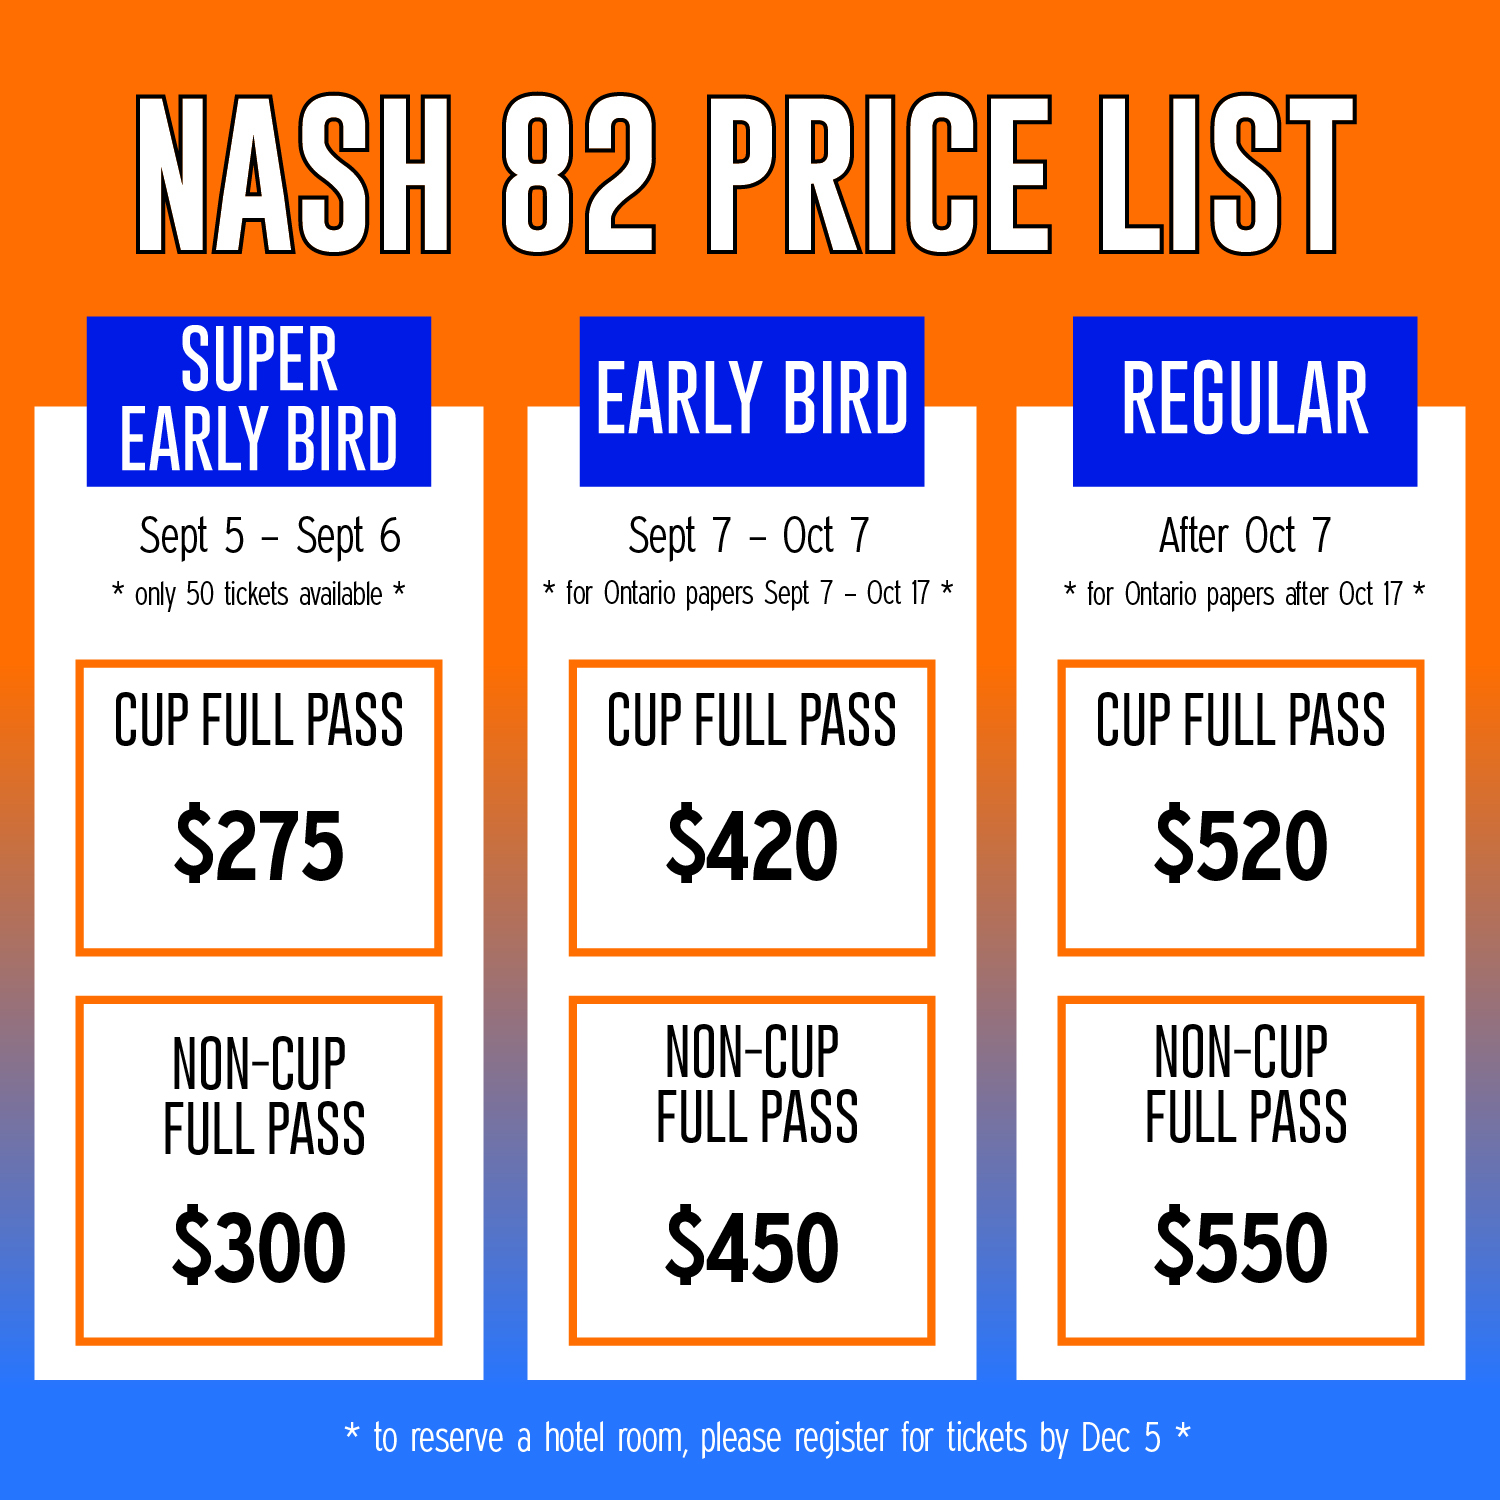 NASH 82 PRICE LIST
SUPER
EARLY BIRD
Sept 5 – Sept 6
* only 50 tickets available *
CUP FULL PASS
$275
NON-CUP
FULL PASS
$300
EARLY BIRD
Sept 7 – Oct 7
* for Ontario papers Sept 7 – Oct 17 *
CUP FULL PASS
$420
NON-CUP
FULL PASS
$450
REGULAR
After Oct 7
* for Ontario papers after Oct 17 *
CUP FULL PASS
$520
NON-CUP
FULL PASS
$550
* to reserve a hotel room, please register for tickets by Dec 5 *